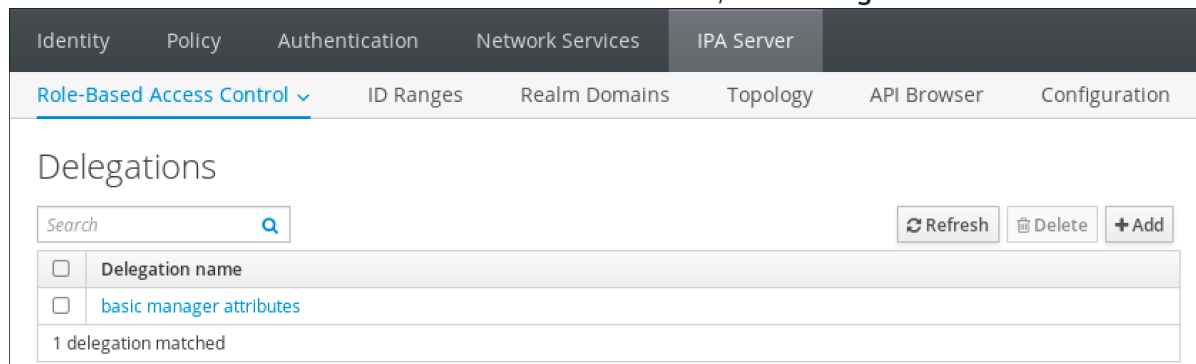 Identity Policy Authentication Network Services IPA Server
Role-Based Access Control ID Ranges Realm Domains Topology API Browser Configuration
Delegations
Search Refresh Delete +Add
Delegation name
basic manager attributes
1 delegation matched